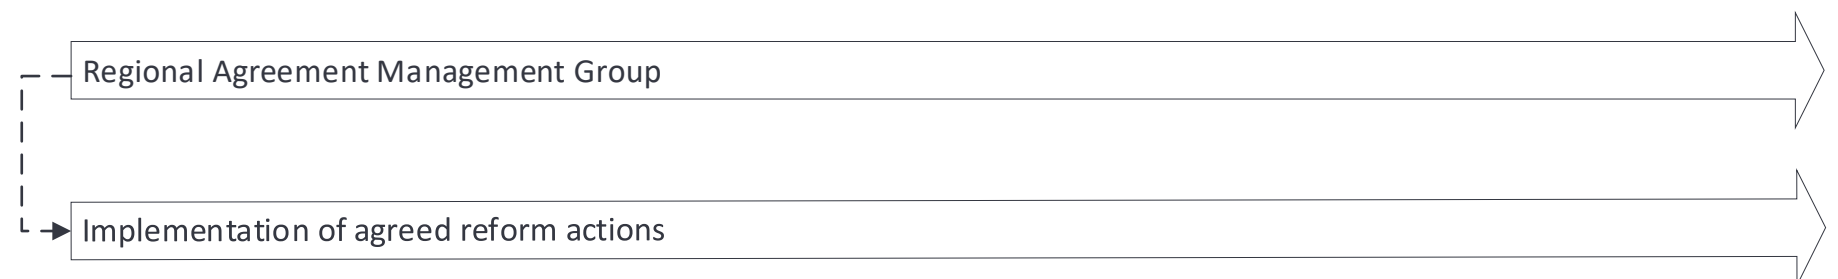 Regional Agreement Management Group
Implementation of agreed reform actions